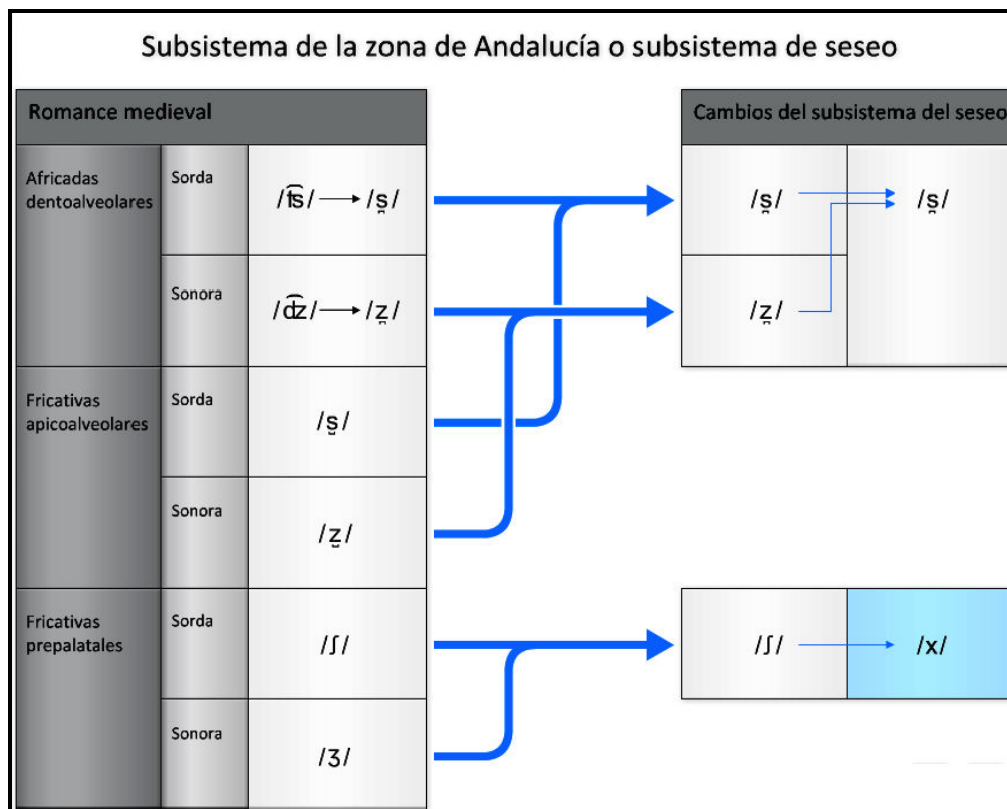 Subsistema de la zona de Andalucía o subsistema de seseo
Romance medieval
Cambios del subsistema del seseo
Africadas
dentoalveolares
Sorda
/t͡s/ → /s̪/
Sonora
/d͡z/ → /z̪/
Fricativas
apicoalveolares
Sorda
/s̺/
Sonora
/z̺/
Fricativas
prepalatales
Sorda
/ʃ/
Sonora
/ʒ/
/s̪/
/s̪/
/z̪/
/ʃ/
/x/